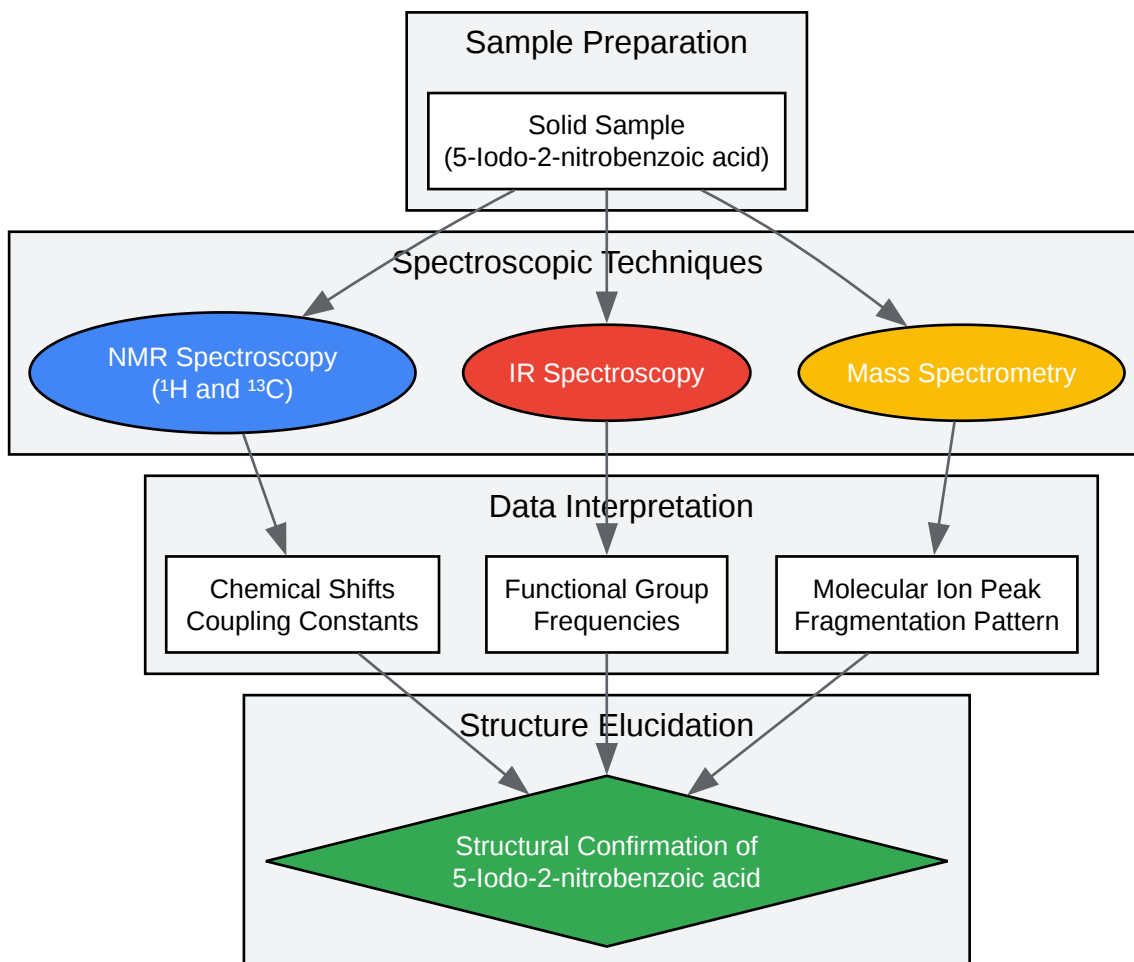 Sample Preparation
Solid Sample
(5-Iodo-2-nitrobenzoic acid)
Spectroscopic Techniques
NMR Spectroscopy
(¹H and ¹³C)
IR Spectroscopy
Mass Spectrometry
Data Interpretation
Chemical Shifts
Coupling Constants
Functional Group
Frequencies
Molecular Ion Peak
Fragmentation Pattern
Structure Elucidation
Structural Confirmation of
5-Iodo-2-nitrobenzoic acid